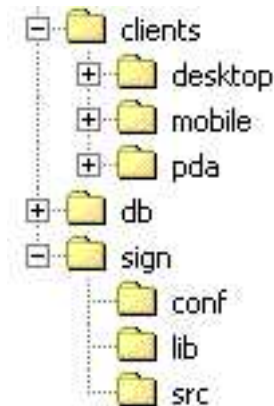 clients
desktop
mobile
pda
db
sign
conf
lib
src